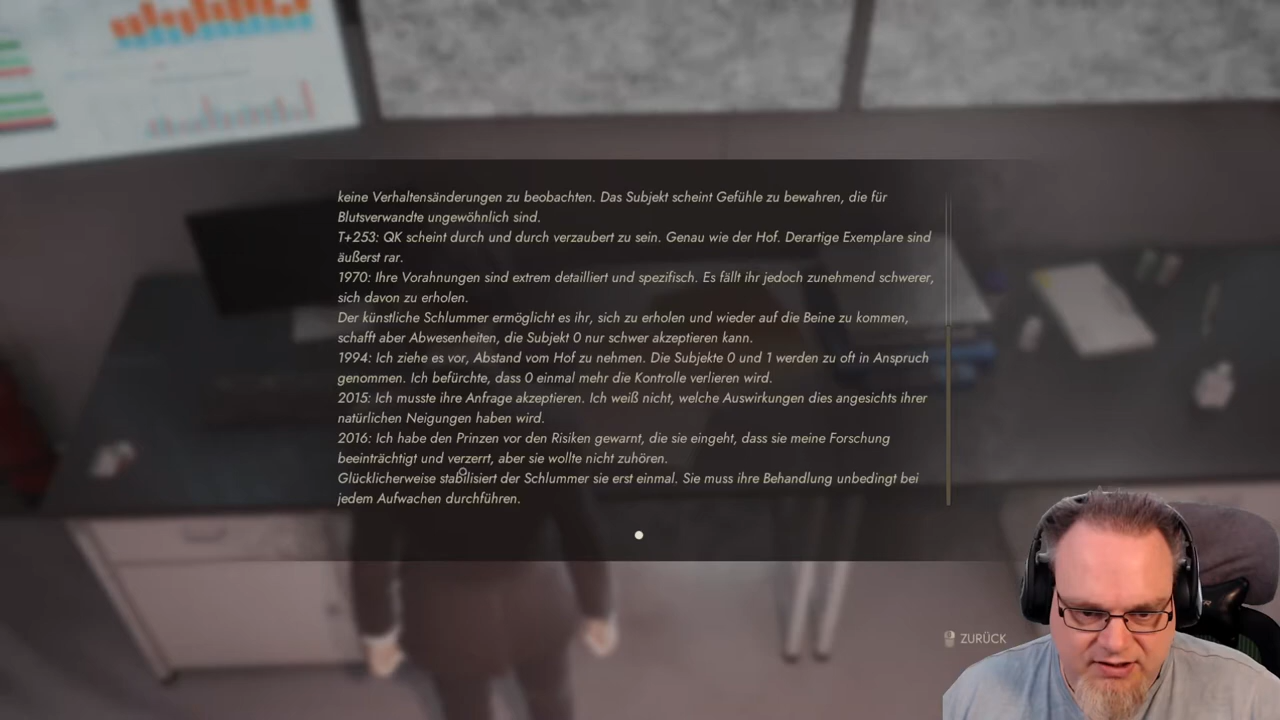 keine Verhaltensänderungen zu beobachten. Das Subjekt scheint Gefühle zu bewahren, die für
Blutsverwandte ungewöhnlich sind.
T+253: QK scheint durch und durch verzaubert zu sein. Genau wie der Hof. Derartige Exemplare sind
äußerst rar.
1970: Ihre Vorahnungen sind extrem detailliert und spezifisch. Es fällt ihr jedoch zunehmend schwerer,
sich davon zu erholen.
Der künstliche Schlummer ermöglicht es ihr, sich zu erholen und wieder auf die Beine zu kommen,
schafft aber Abwesenheiten, die Subjekt 0 nur schwer akzeptieren kann.
1994: Ich ziehe es vor, Abstand vom Hof zu nehmen. Die Subjekte 0 und 1 werden zu oft in Anspruch
genommen. Ich befürchte, dass 0 einmal mehr die Kontrolle verlieren wird.
2015: Ich musste ihre Anfrage akzeptieren. Ich weiß nicht, welche Auswirkungen dies angesichts ihrer
natürlichen Neigungen haben wird.
2016: Ich habe den Prinzen vor den Risiken gewarnt, die sie eingeht, dass sie meine Forschung
beeinträchtigt und verzerrt, aber sie wollte nicht zuhören.
Glücklicherweise stabilisiert der Schlummer sie erst einmal. Sie muss ihre Behandlung unbedingt bei
jedem Aufwachen durchführen.
ZURÜCK